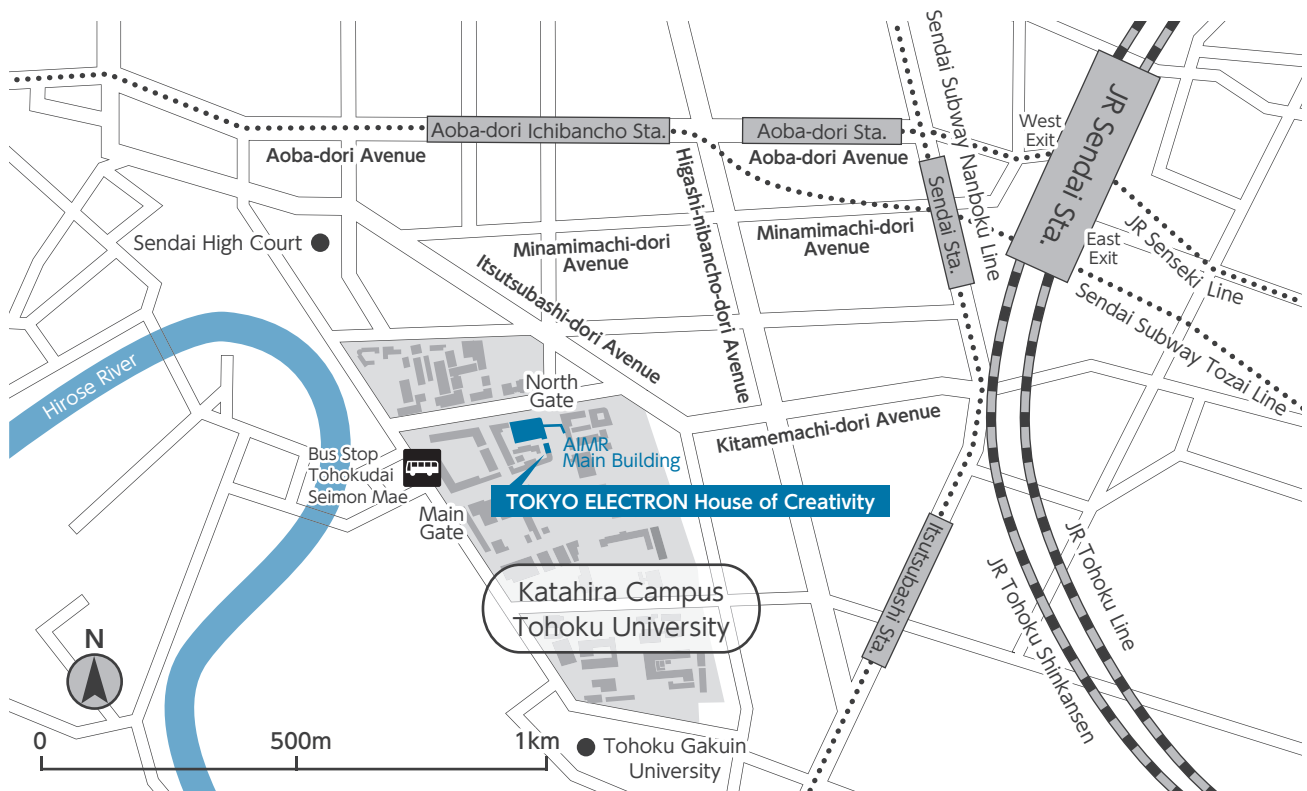 Sendai Subway Nanboku Line
JR Sendai Sta.
West
Exit
Aoba-dori Ichibancho Sta.
Aoba-dori Sta.
Aoba-dori Avenue
Aoba-dori Avenue
Higashi-nibancho-dori Avenue
Sendai Sta.
JR Senseki Line
East
Exit
Sendai Subway Tozai Line
Sendai High Court
Minamimachi-dori
Avenue
Minamimachi-dori
Avenue
Itsutsubashi-dori Avenue
Hirose River
North
Gate
Kitamemachi-dori Avenue
AIMR
Main Building
Bus Stop
Tohokudai
Seimon Mae
TOKYO ELECTRON House of Creativity
Main
Gate
Itsutsubashi Sta.
JR Tohoku Line
JR Tohoku Shinkansen
Katahira Campus
Tohoku University
N
0
500m
1km
Tohoku Gakuin
University